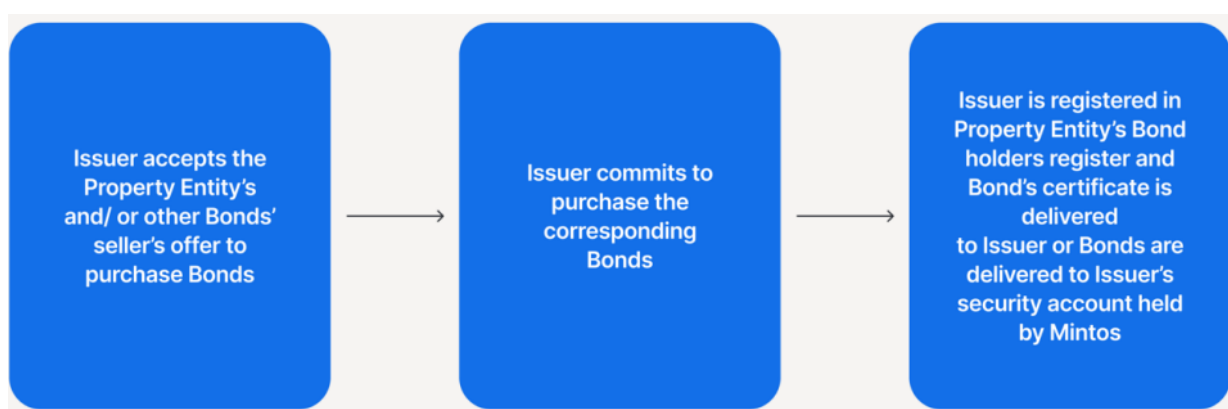 Issuer accepts the
Property Entity's
and/ or other Bonds'
seller's offer to
purchase Bonds
Issuer commits to
purchase the
corresponding
Bonds
Issuer is registered in
Property Entity's Bond
holders register and
Bond's certificate is
delivered
to Issuer or Bonds are
delivered to Issuer's
security account held
by Mintos